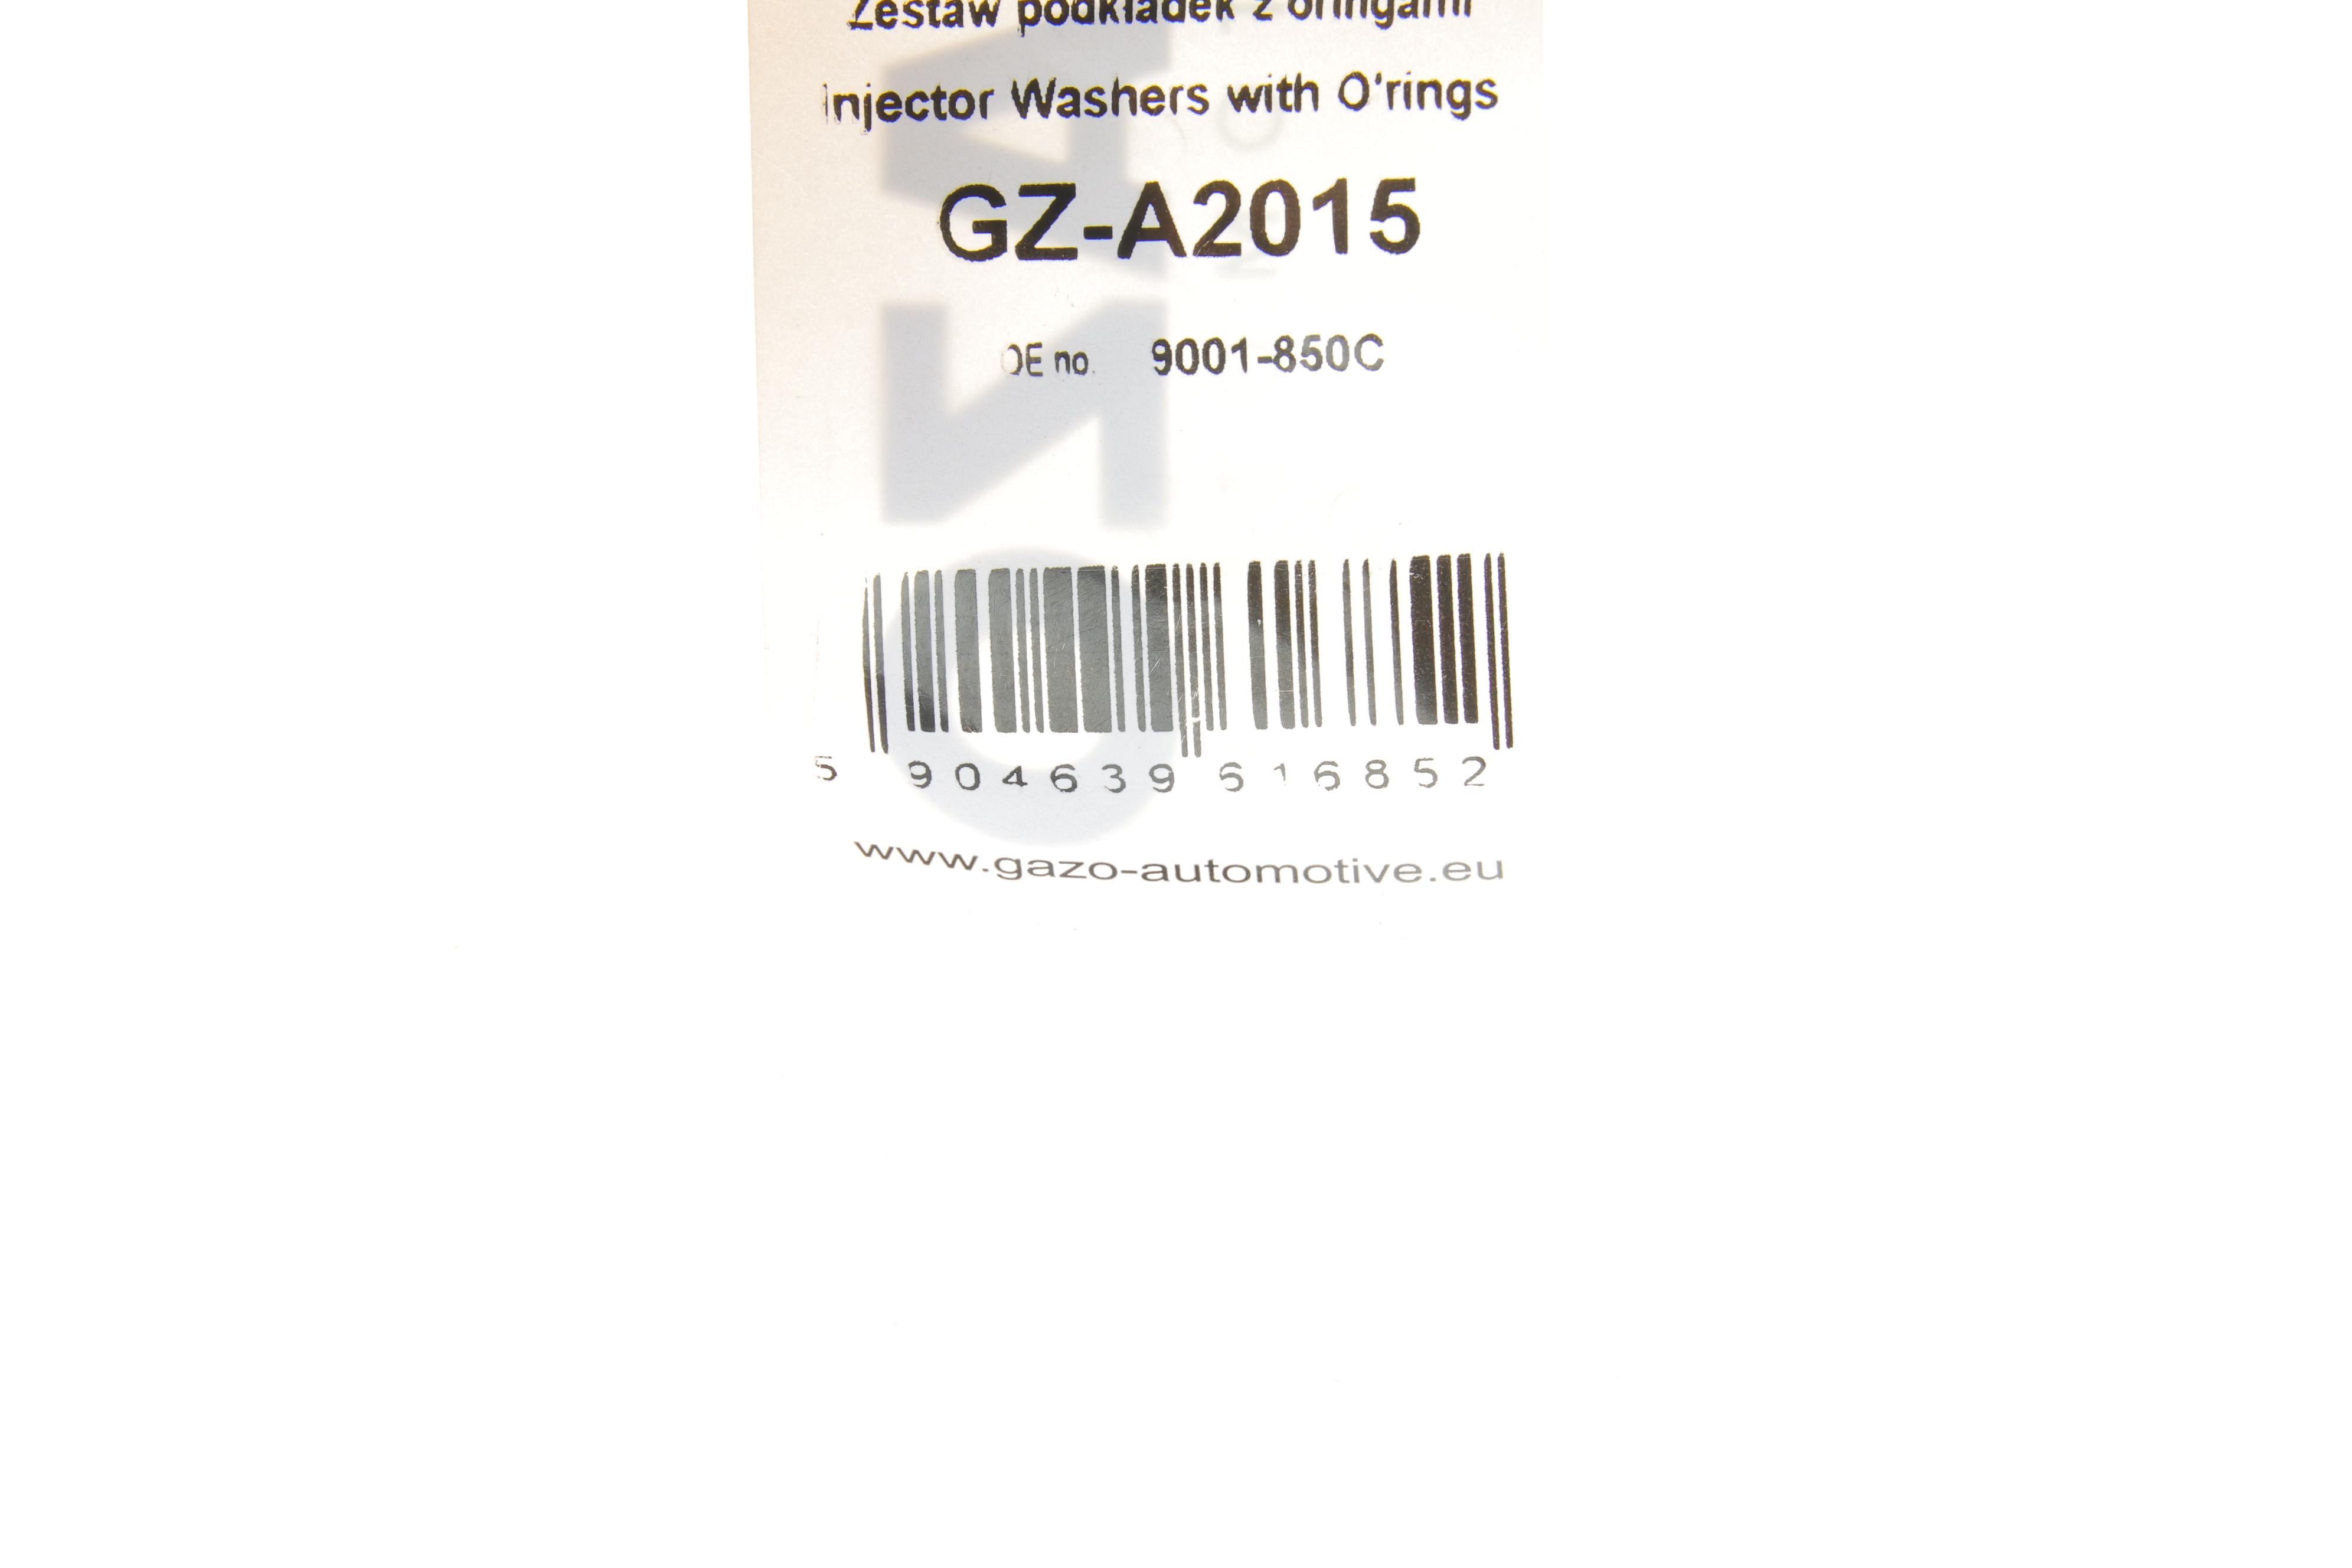 Zestaw podkładek z oringami
Injector Washers with O'rings
GZ-A2015
OE no. 9001-850C
5 904639 616852
www.gazo-automotive.eu